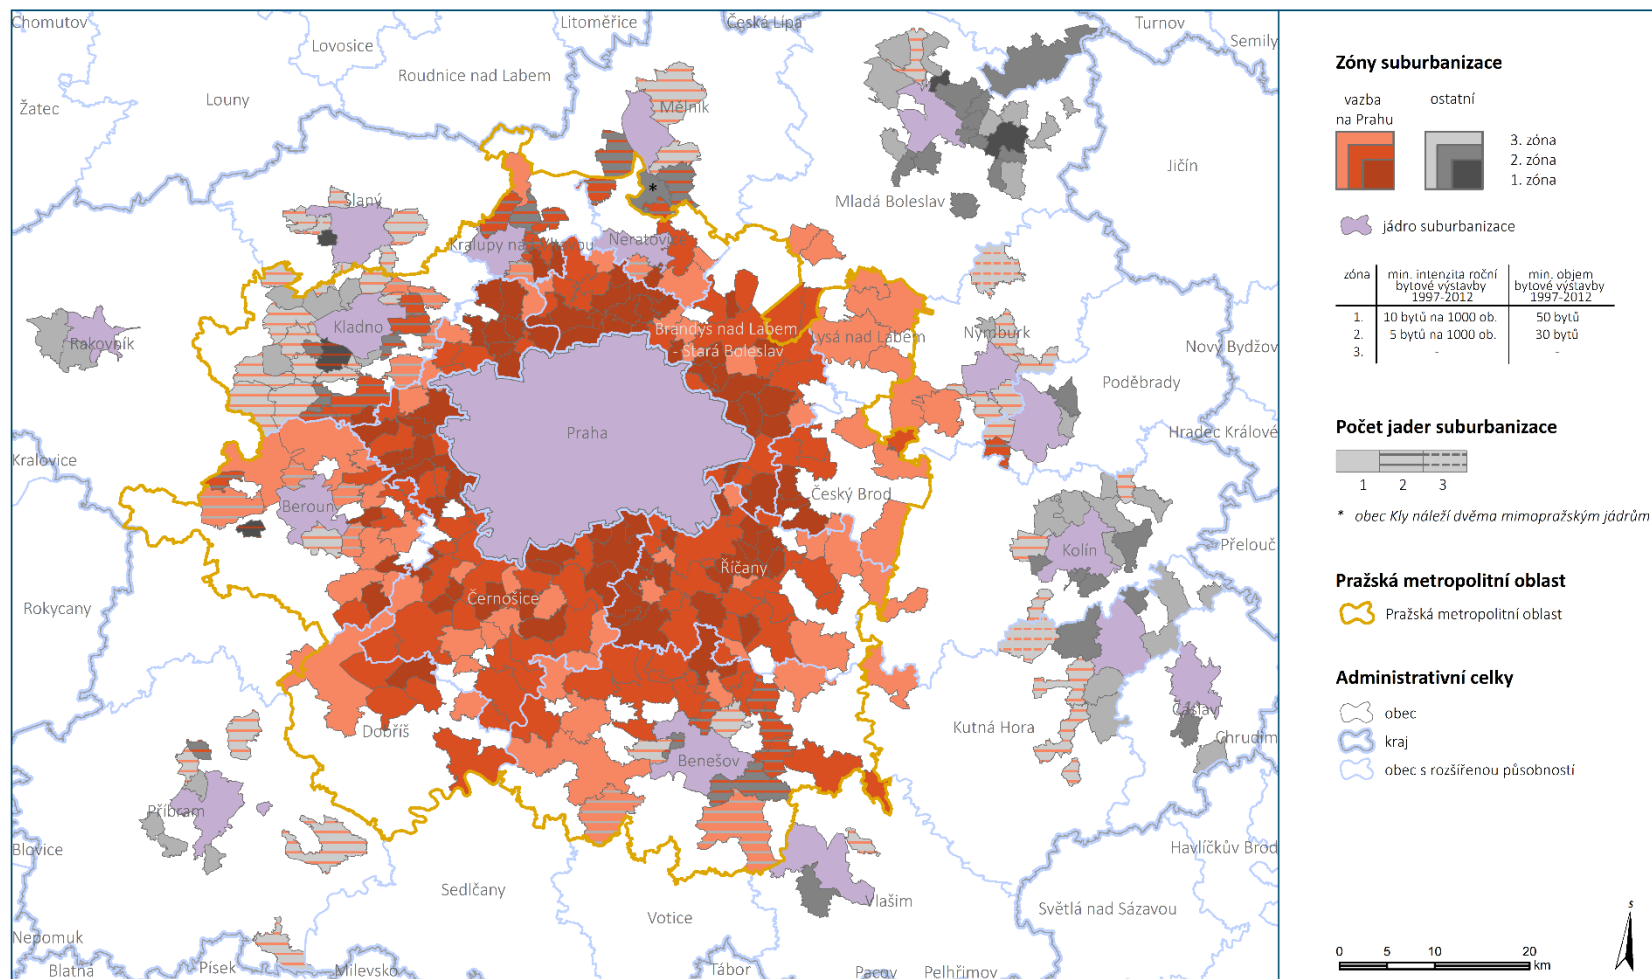 Chomutov
Litoměřice
Česká Lípa
Turnov
Semily
Lovosice
Roudnice nad Labem
Louny
Žatec
Mělník
Jičín
*
Mladá Boleslav
Slaný
Kralupy nad Vltavou
Neratovice
Kladno
Rakovník
Brandýs nad Labem
- Stará Boleslav
Lysá nad Labem
Nymburk
Nový Bydžov
Poděbrady
Praha
Hradec Králové
Kralovice
Český Brod
Beroun
Kolín
Přelouč
Říčany
Černošice
Rokycany
Čáslav
Kutná Hora
Chrudim
Dobříš
Benešov
Příbram
Blovice
Havlíčkův Brod
Sedlčany
Vlašim
Votice
Světlá nad Sázavou
Nepomuk
Blatná
Písek
Milevsko
Tábor
Pacov
Pelhřimov
Zóny suburbanizace
vazba
na Prahu
ostatní
3. zóna
2. zóna
1. zóna
jádro suburbanizace
zóna min. intenzita roční bytové výstavby 1997-2012 min. objem bytové výstavby 1997-2012
1. 10 bytů na 1000 ob. 50 bytů
2. 5 bytů na 1000 ob. 30 bytů
3. - -
Počet jader suburbanizace
1 2 3
* obec Kly náleží dvěma mimopražským jádrům
Pražská metropolitní oblast
Pražská metropolitní oblast
Administrativní celky
obec
kraj
obec s rozšířenou působností
s
0 5 10 20
km